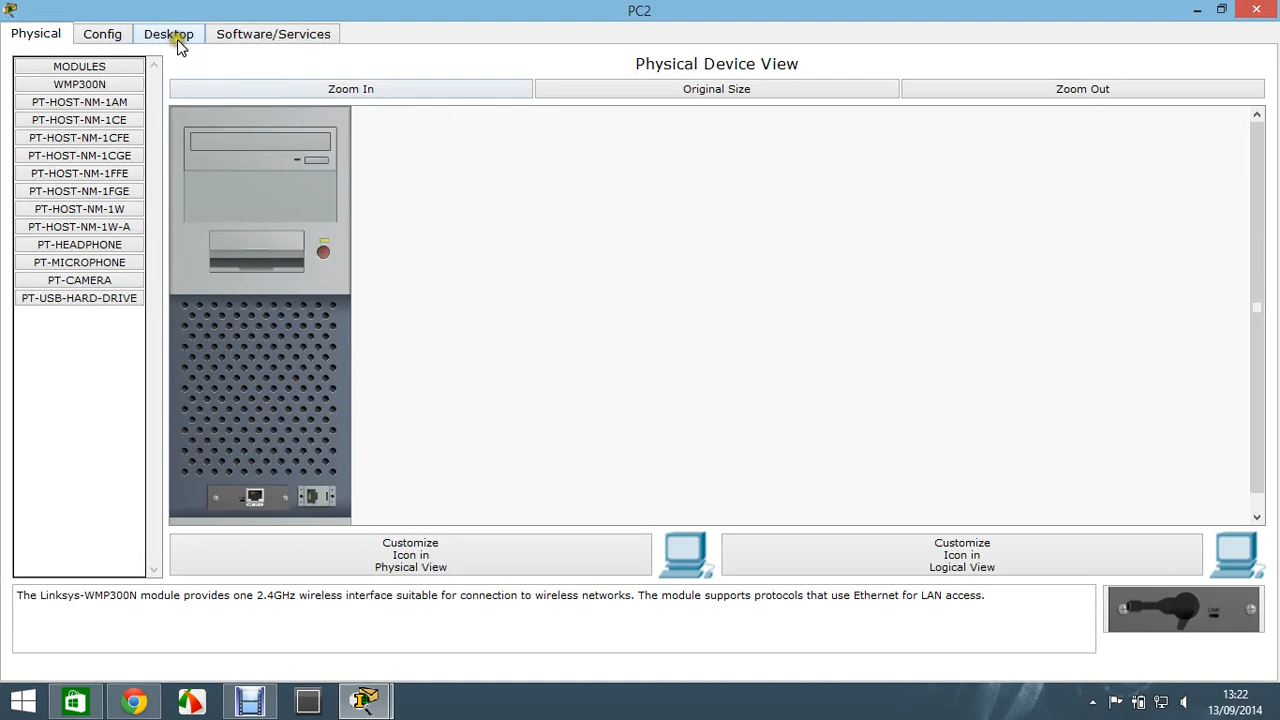 PC2
Physical
Config
Desktop
Software/Services
MODULES
WMP300N
PT-HOST-NM-1AM
PT-HOST-NM-1CE
PT-HOST-NM-1CFE
PT-HOST-NM-1CGE
PT-HOST-NM-1FFE
PT-HOST-NM-1FGE
PT-HOST-NM-1W
PT-HOST-NM-1W-A
PT-HEADPHONE
PT-MICROPHONE
PT-CAMERA
PT-USB-HARD-DRIVE
Physical Device View
Zoom In
Original Size
Zoom Out
Customize
Icon in
Physical View
Customize
Icon in
Logical View
The Linksys-WMP300N module provides one 2.4GHz wireless interface suitable for connection to wireless networks. The module supports protocols that use Ethernet for LAN access.
LINK
13:22
13/09/2014